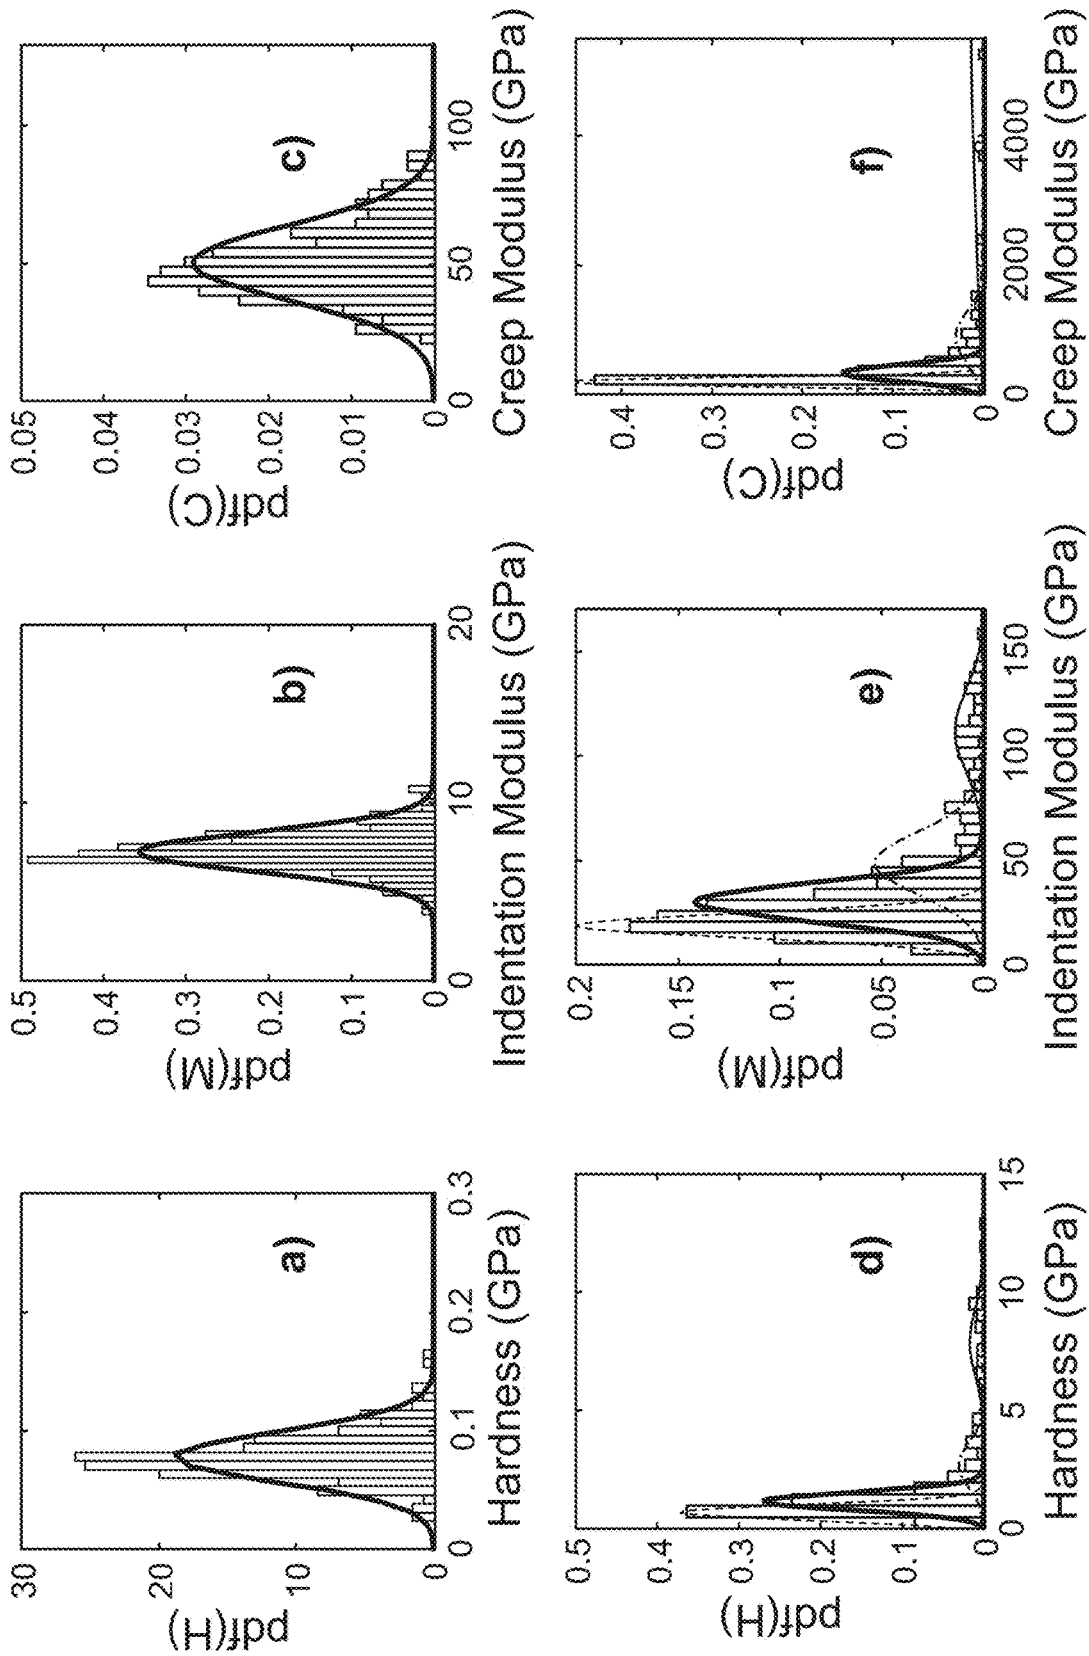 a)
pdf(H)
30
20
10
0
0
0.1
0.2
0.3
Hardness (GPa)
b)
pdf(M)
0.5
0.4
0.3
0.2
0.1
0
0
10
20
Indentation Modulus (GPa)
c)
pdf(C)
0.05
0.04
0.03
0.02
0.01
0
0
50
100
Creep Modulus (GPa)
d)
pdf(H)
0.5
0.4
0.3
0.2
0.1
0
0
5
10
15
Hardness (GPa)
e)
pdf(M)
0.2
0.15
0.1
0.05
0
0
50
100
150
Indentation Modulus (GPa)
f)
pdf(C)
0.4
0.3
0.2
0.1
0
0
2000
4000
Creep Modulus (GPa)